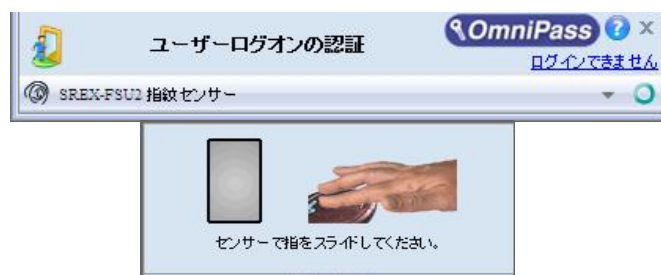 ユーザーログオンの認証
OmniPass ? ×
ログインできません
SREX-FSU2 指紋センサー
センサーで指をスライドしてください。